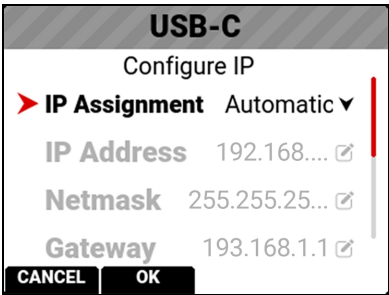 USB-C
Configure IP
IP Assignment Automatic
IP Address 192.168....
Netmask 255.255.25...
Gateway 193.168.1.1
CANCEL OK